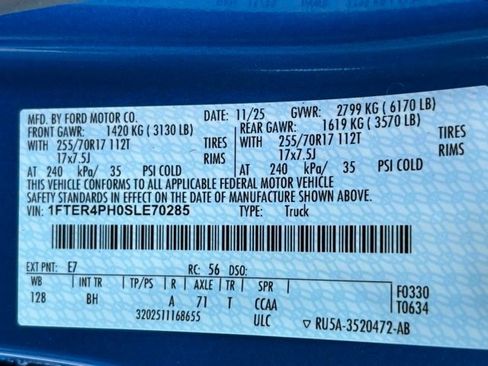 MFD. BY FORD MOTOR CO. DATE: 11/25 GVWR: 2799 KG ( 6170 LB)
FRONT GAWR: 1420 KG ( 3130 LB) REAR GAWR: 1619 KG ( 3570 LB)
WITH 255/70R17 112T TIRES WITH 255/70R17 112T TIRES
17x7.5J RIMS 17x7.5J RIMS
AT 240 kPa/ 35 PSI COLD AT 240 kPa/ 35 PSI COLD
THIS VEHICLE CONFORMS TO ALL APPLICABLE FEDERAL MOTOR VEHICLE
SAFETY STANDARDS IN EFFECT ON THE DATE OF MANUFACTURE SHOWN ABOVE.
VIN: 1FTER4PH0SLE70285 TYPE: Truck
EXT PNT: E7 RC: 56 DSO:
WB INT TR TP/PS R AXLE TR SPR F0330
128 BH A 71 T CCAA T0634
3202511168655 ULC ▽ RU5A-3520472-AB